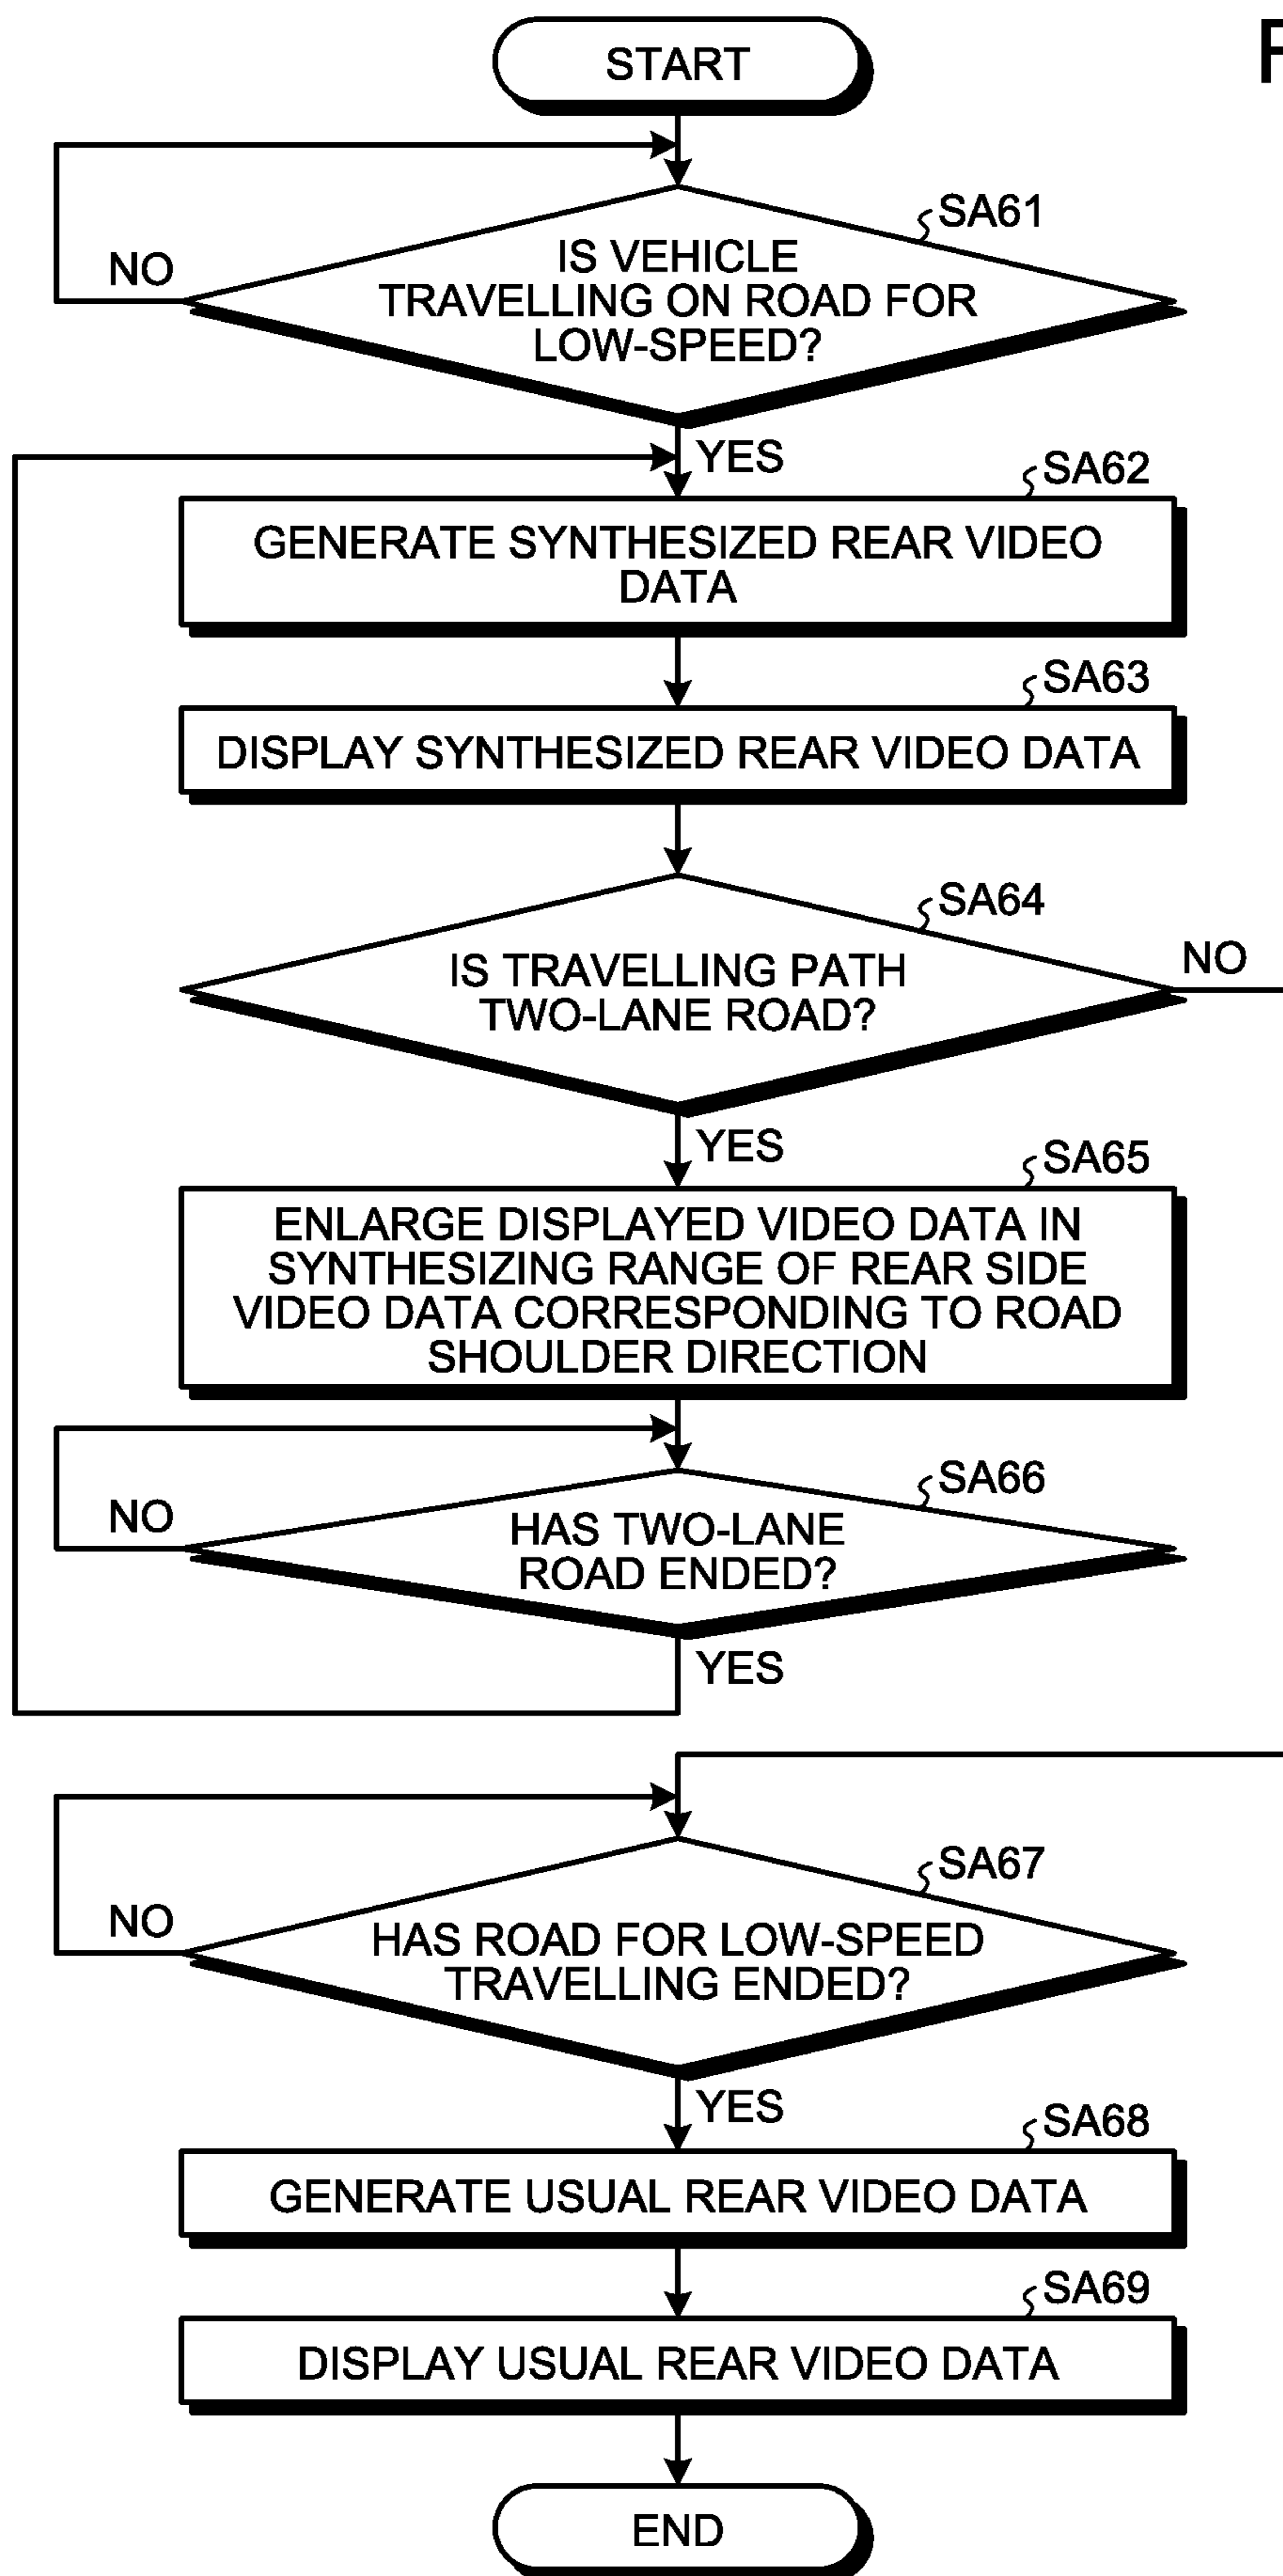 START
SA61
IS VEHICLE
TRAVELLING ON ROAD FOR
LOW-SPEED?
NO
YES
SA62
GENERATE SYNTHESIZED REAR VIDEO
DATA
SA63
DISPLAY SYNTHESIZED REAR VIDEO DATA
SA64
IS TRAVELLING PATH
TWO-LANE ROAD?
NO
YES
SA65
ENLARGE DISPLAYED VIDEO DATA IN
SYNTHESIZING RANGE OF REAR SIDE
VIDEO DATA CORRESPONDING TO ROAD
SHOULDER DIRECTION
SA66
HAS TWO-LANE
ROAD ENDED?
NO
YES
SA67
HAS ROAD FOR LOW-SPEED
TRAVELLING ENDED?
NO
YES
SA68
GENERATE USUAL REAR VIDEO DATA
SA69
DISPLAY USUAL REAR VIDEO DATA
END